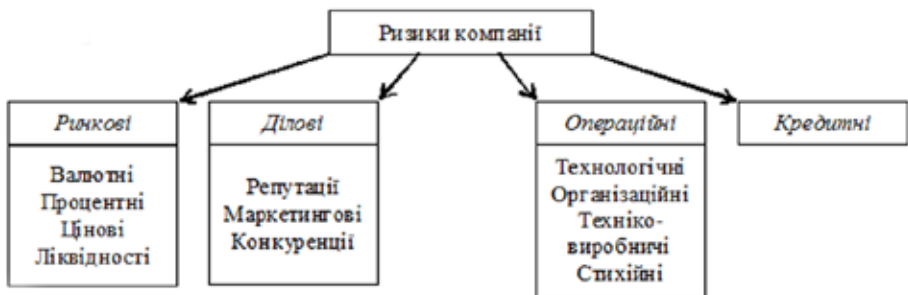 Ризики компанії
Ринкові
Валютні
Процентні
Цінові
Ліквідності
Ділові
Репутації
Маркетингові
Конкуренції
Операційні
Технологічні
Організаційні
Техніко-
виробничі
Стихійні
Кредитні